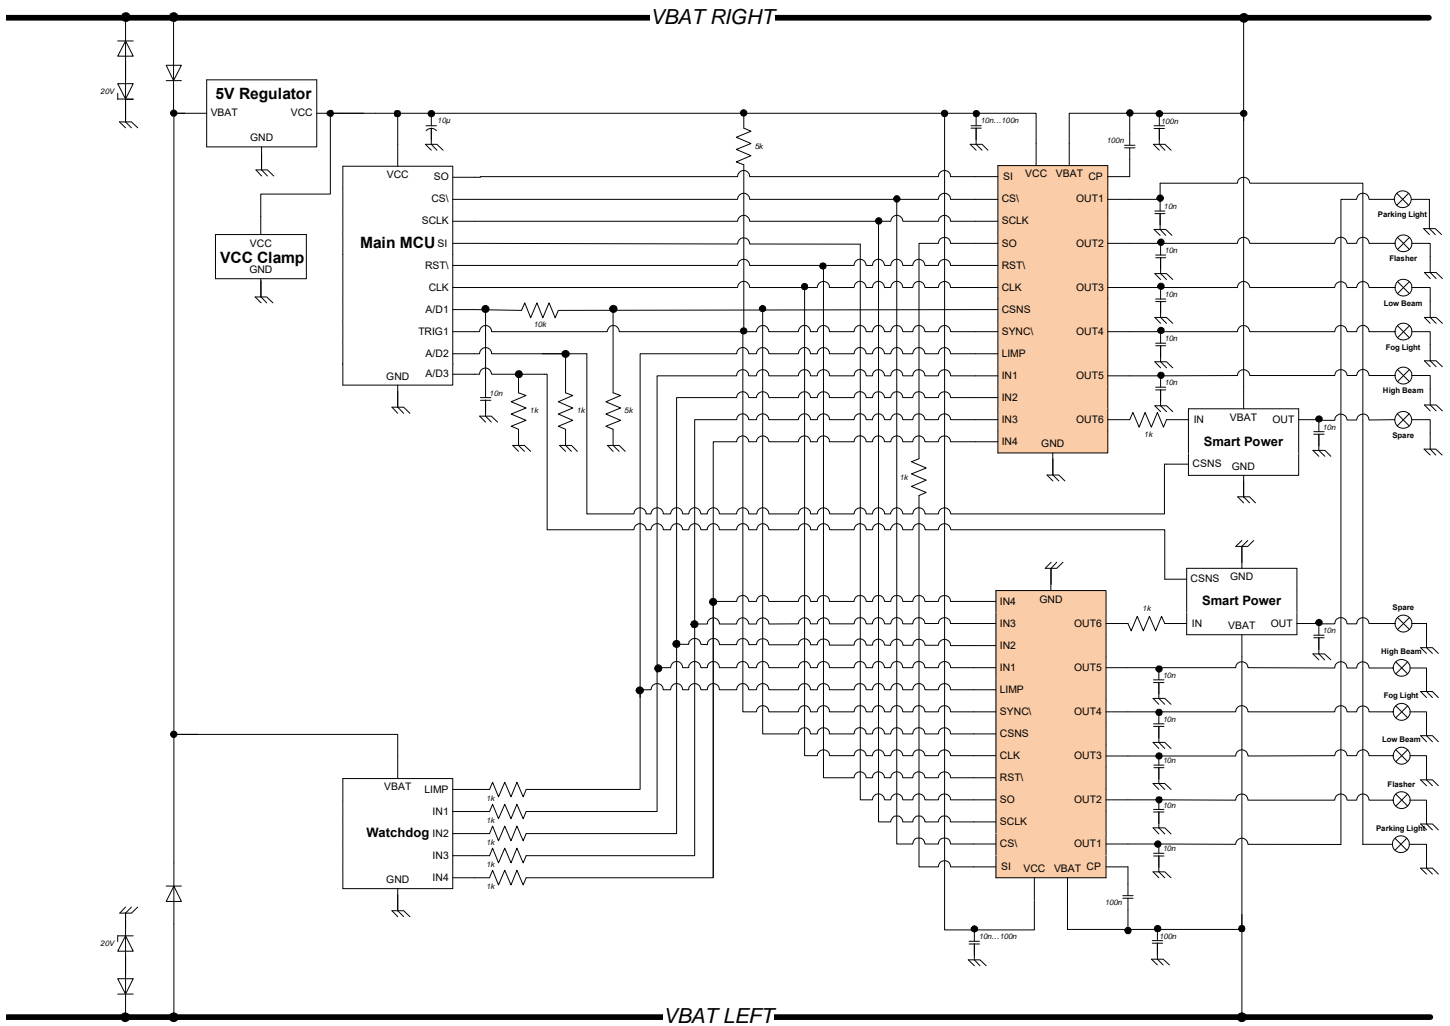 VBAT RIGHT
20V
5V Regulator
VBAT
VCC
GND
10µ
5k
10n...100n
100n
100n
VCC
GND
VCC Clamp
VCC
Main MCU
GND
SO
CS\
SCLK
SI
RST\
CLK
A/D1
TRIG1
A/D2
A/D3
10k
10n
1k
1k
5k
SI
VCC
VBAT
CP
CS\
SCLK
SO
RST\
CLK
CSNS
SYNC\
LIMP
IN1
IN2
IN3
IN4
GND
OUT1
OUT2
OUT3
OUT4
OUT5
OUT6
10n
10n
10n
10n
10n
1k
IN
VBAT
OUT
Smart Power
CSNS
GND
10n
Parking Light
Flasher
Low Beam
Fog Light
High Beam
Spare
1k
CSNS
GND
Smart Power
IN
VBAT
OUT
1k
10n
IN4
GND
IN3
IN2
IN1
LIMP
SYNC\
CSNS
CLK
RST\
SO
SCLK
CS\
SI
VCC
VBAT
CP
OUT6
OUT5
OUT4
OUT3
OUT2
OUT1
10n
10n
10n
10n
10n
Spare
High Beam
Fog Light
Low Beam
Flasher
Parking Light
VBAT
Watchdog
GND
LIMP
IN1
IN2
IN3
IN4
1k
1k
1k
1k
1k
100n
10n...100n
100n
20V
VBAT LEFT